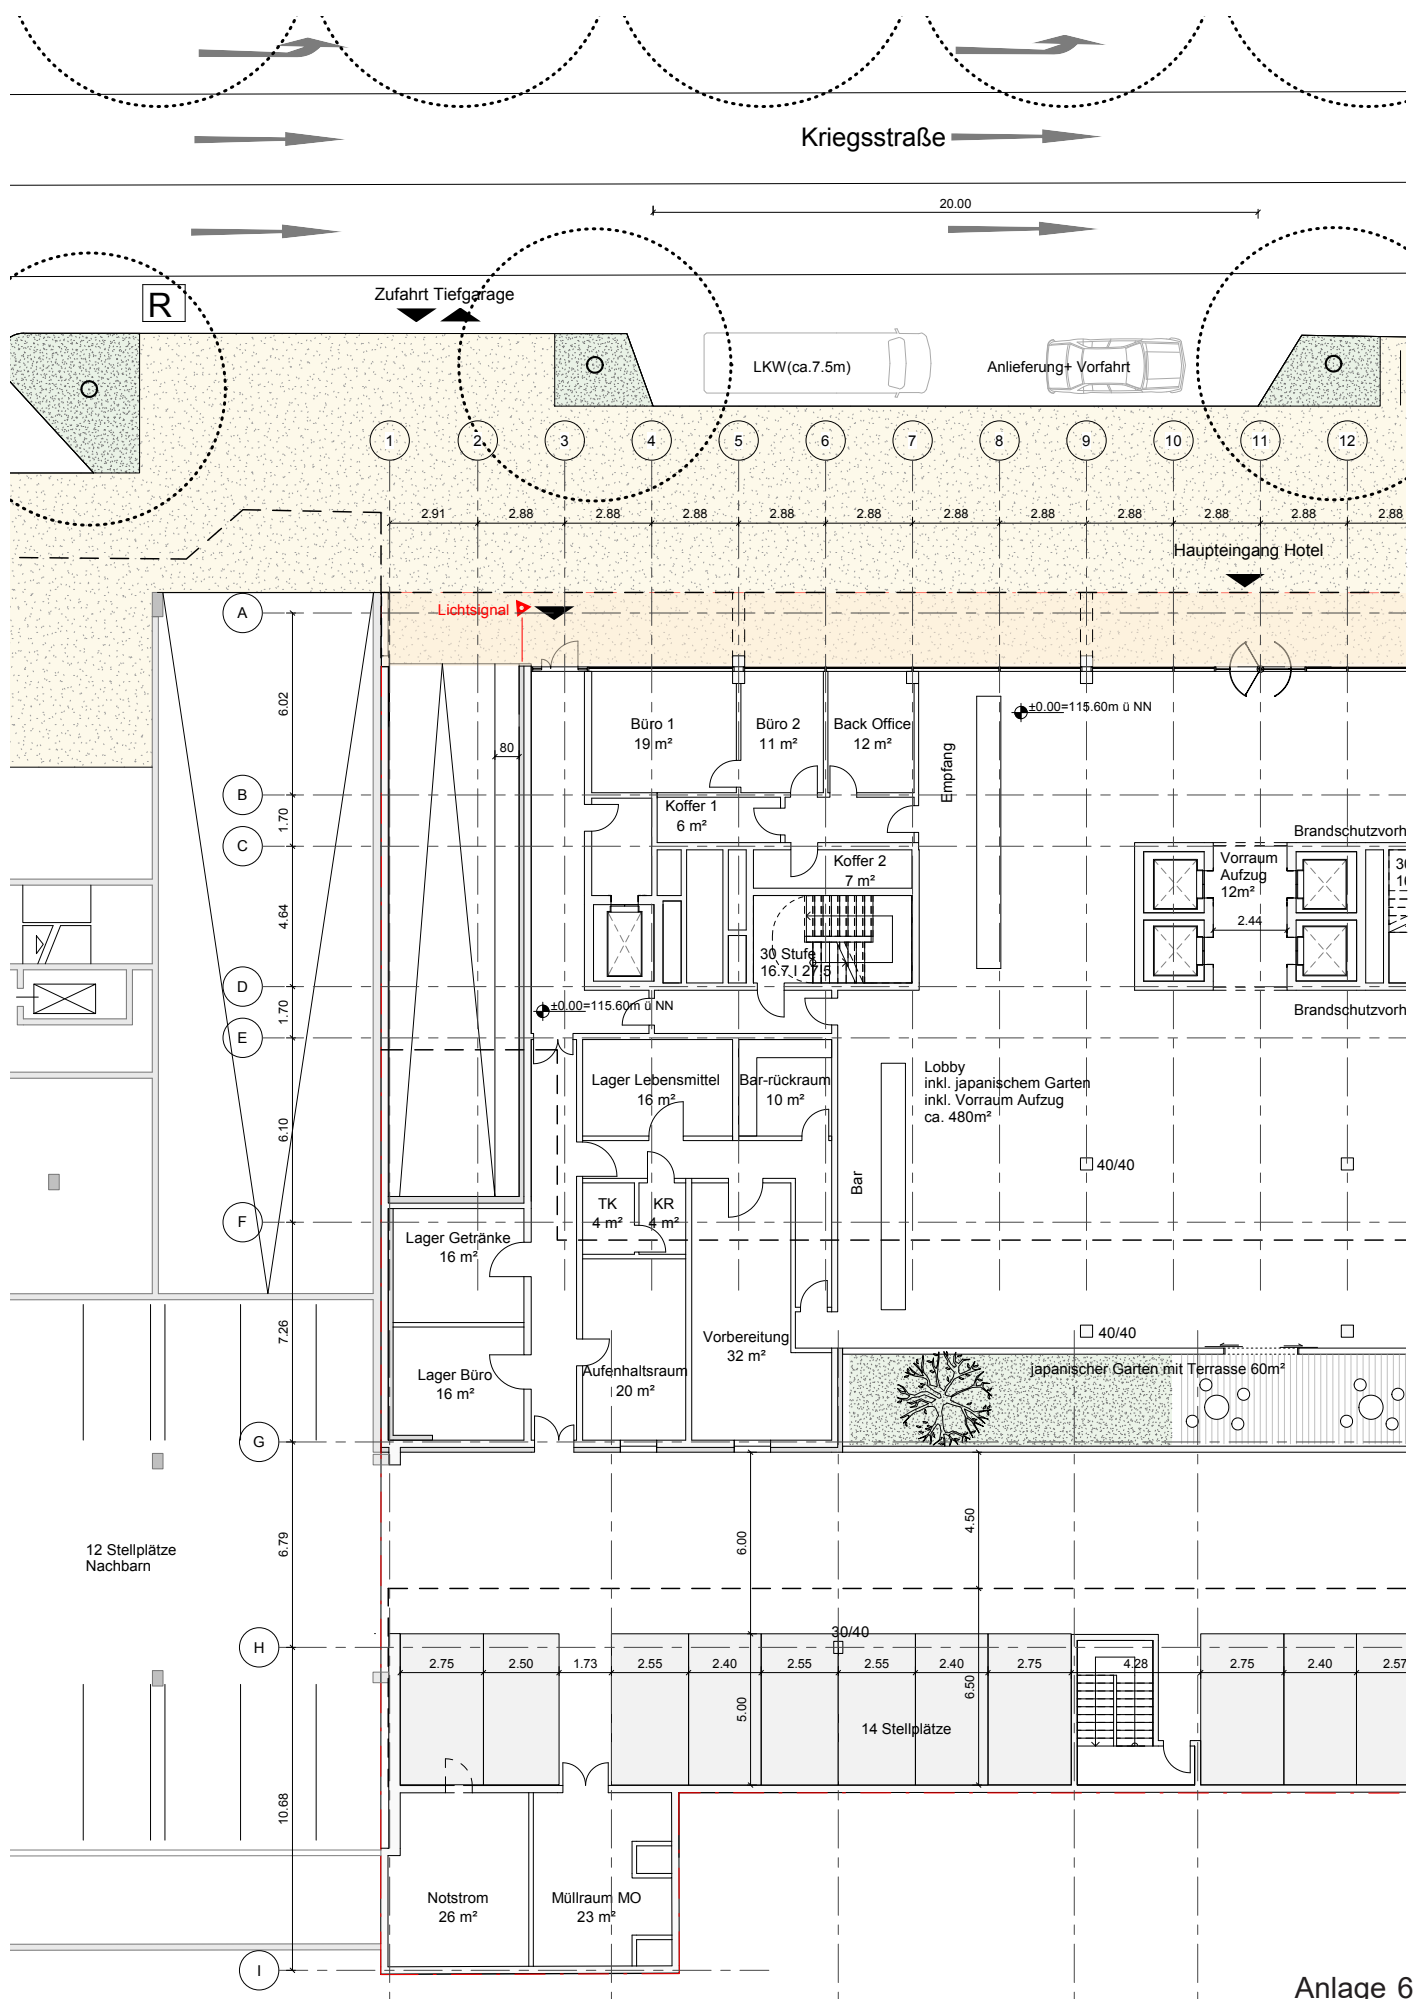 Kriegsstraße
20.00
R
Zufahrt Tiefgarage
LKW(ca.7.5m)
Anlieferung+ Vorfahrt
1 2 3 4 5 6 7 8 9 10 11 12
2.91 2.88 2.88 2.88 2.88 2.88 2.88 2.88 2.88 2.88 2.88 2.88
Haupteingang Hotel
Lichtsignal
A
6.02
Büro 1
19 m²
Büro 2
11 m²
Back Office
12 m²
±0.00=115.60m ü NN
80
Empfang
B
1.70
Koffer 1
6 m²
C
Brandschutzvorh
Koffer 2
7 m²
Vorraum
Aufzug
12m²
4.64
2.44
30 Stufe
16.7 I 27.5
D
1.70
±0.00=115.60m ü NN
Brandschutzvorh
E
Lager Lebensmittel
16 m²
Bar-rückraum
10 m²
Lobby
inkl. japanischem Garten
inkl. Vorraum Aufzug
ca. 480m²
6.10
40/40
Bar
TK
4 m²
KR
4 m²
F
Lager Getränke
16 m²
7.26
40/40
Vorbereitung
32 m²
Lager Büro
16 m²
Aufenhaltsraum
20 m²
japanischer Garten mit Terrasse 60m²
G
12 Stellplätze
Nachbarn
6.79
6.00
4.50
30/40
H
2.75 2.50 1.73 2.55 2.40 2.55 2.55 2.40 2.75 4.28 2.75 2.40 2.57
5.00
6.50
14 Stellplätze
10.68
Notstrom
26 m²
Müllraum MO
23 m²
I
Anlage 6